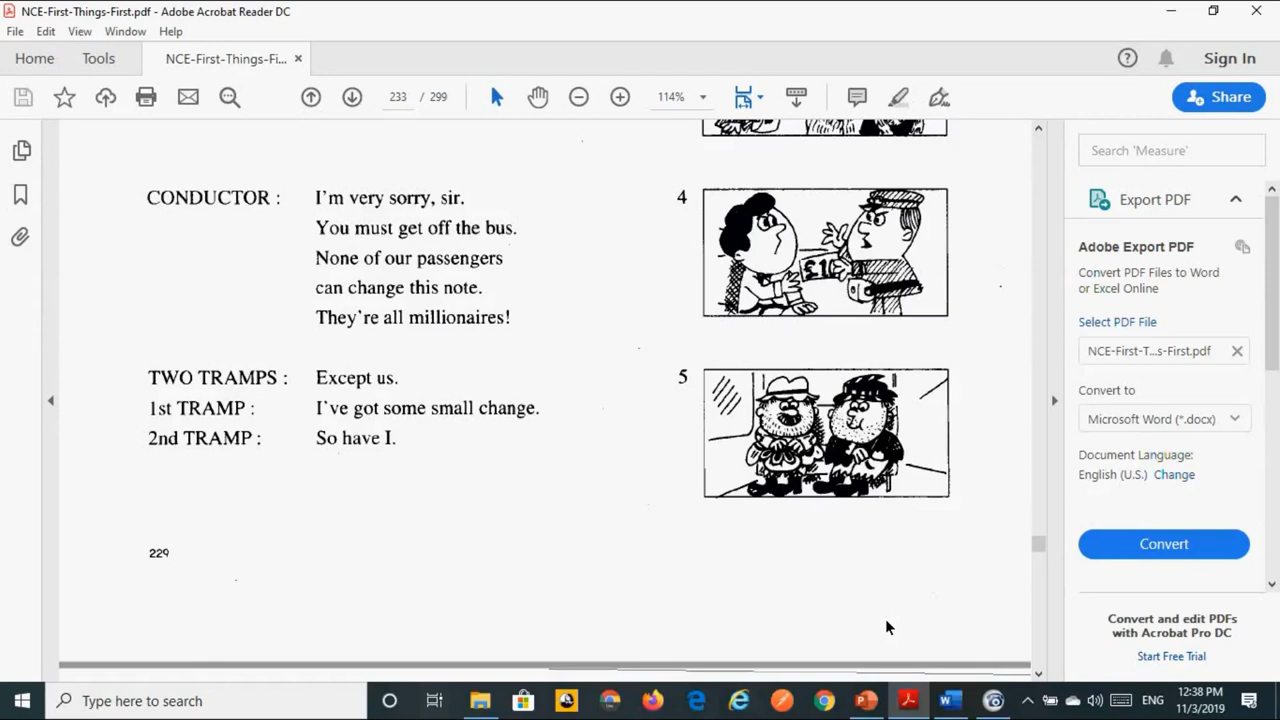 NCE-First-Things-First.pdf - Adobe Acrobat Reader DC
File Edit View Window Help
Home Tools NCE-First-Things-Fi... × Sign In
233 / 299 114% Share
CONDUCTOR : I'm very sorry, sir.
You must get off the bus.
None of our passengers
can change this note.
They're all millionaires!
4
£10
TWO TRAMPS : Except us.
1st TRAMP : I've got some small change.
2nd TRAMP : So have I.
5
229
Search 'Measure'
Export PDF
Adobe Export PDF
Convert PDF Files to Word
or Excel Online
Select PDF File
NCE-First-T...s-First.pdf
Convert to
Microsoft Word (*.docx)
Document Language:
English (U.S.) Change
Convert
Convert and edit PDFs
with Acrobat Pro DC
Start Free Trial
Type here to search
ENG
12:38 PM
11/3/2019